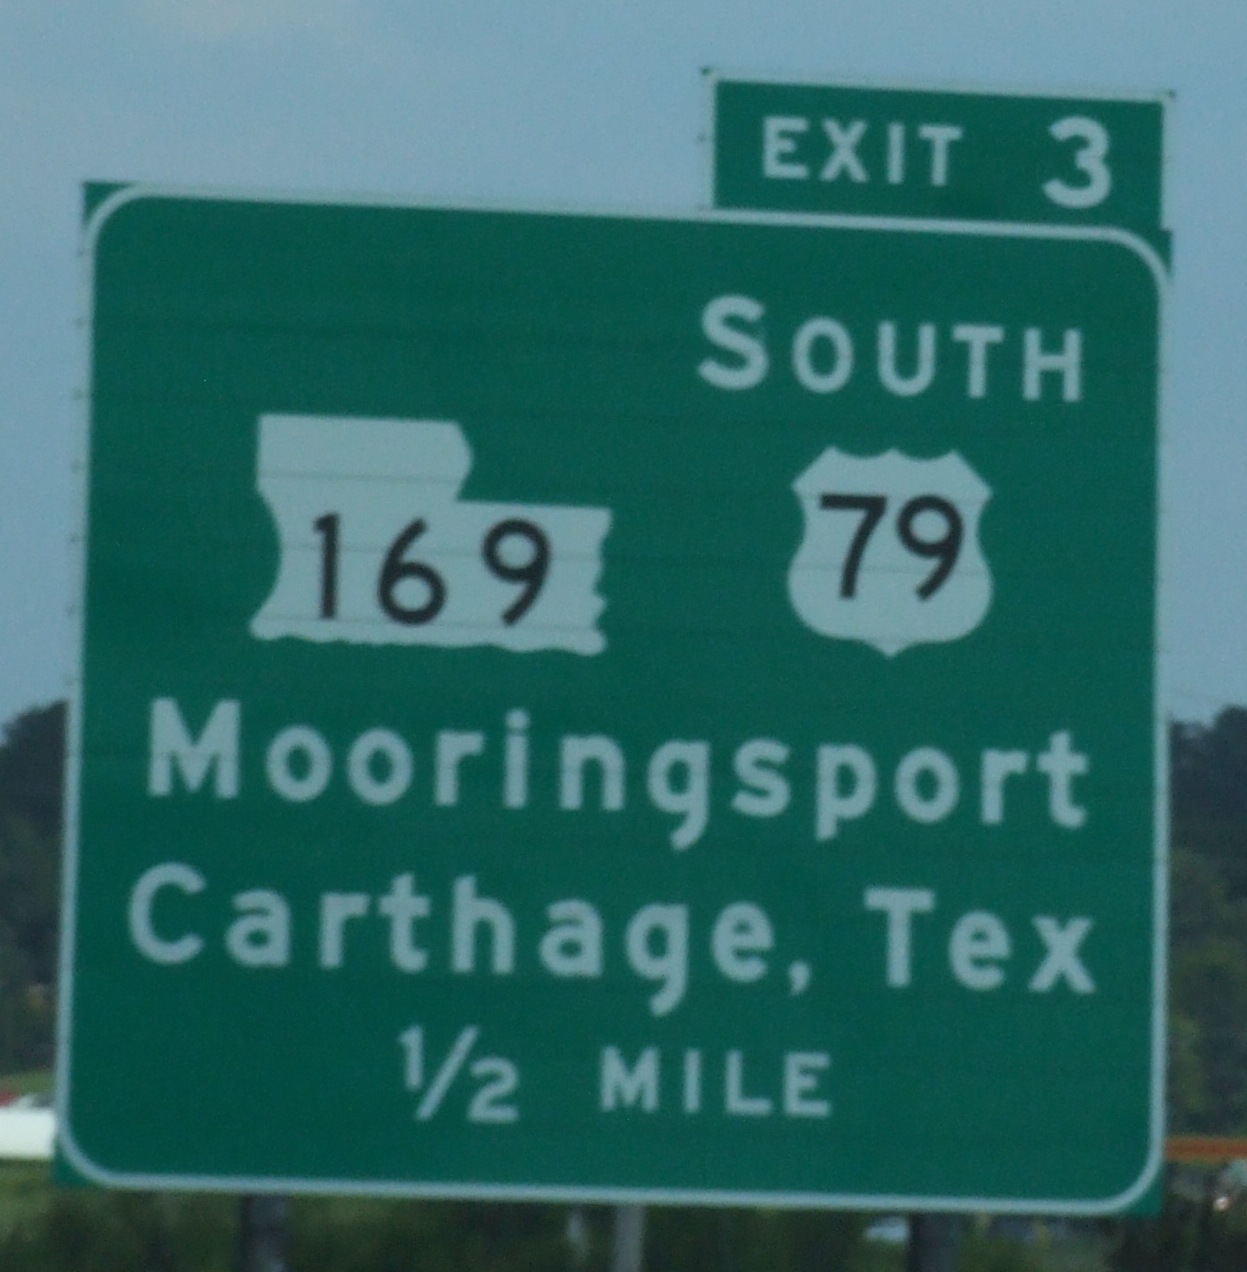 EXIT 3
SOUTH
169 79
Mooringsport
Carthage, Tex
1/2 MILE